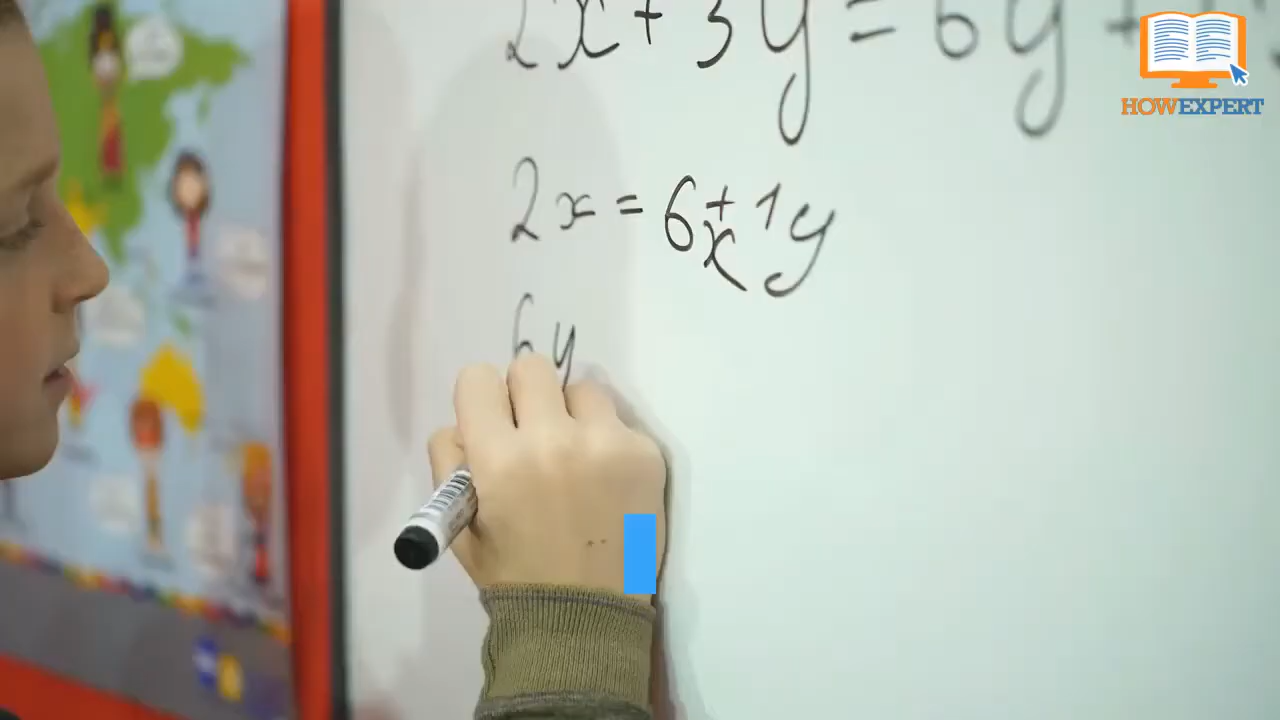 HOWEXPERT
2x + 3y = 6y +
2x = 6x + 1y
6y